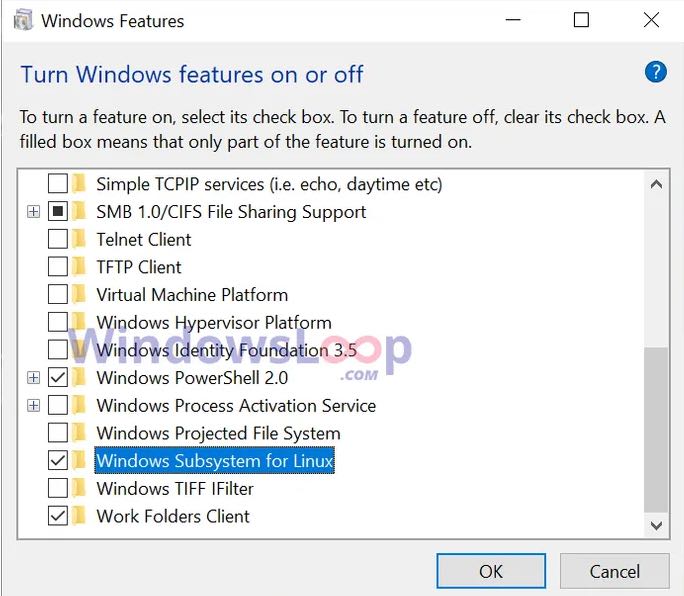 Windows Features
Turn Windows features on or off
?
To turn a feature on, select its check box. To turn a feature off, clear its check box. A
filled box means that only part of the feature is turned on.
Simple TCPIP services (i.e. echo, daytime etc)
SMB 1.0/CIFS File Sharing Support
Telnet Client
TFTP Client
Virtual Machine Platform
Windows Hypervisor Platform
WindowsLoop
Windows Identity Foundation 3.5
.COM
Windows PowerShell 2.0
Windows Process Activation Service
Windows Projected File System
Windows Subsystem for Linux
Windows TIFF IFilter
Work Folders Client
OK
Cancel